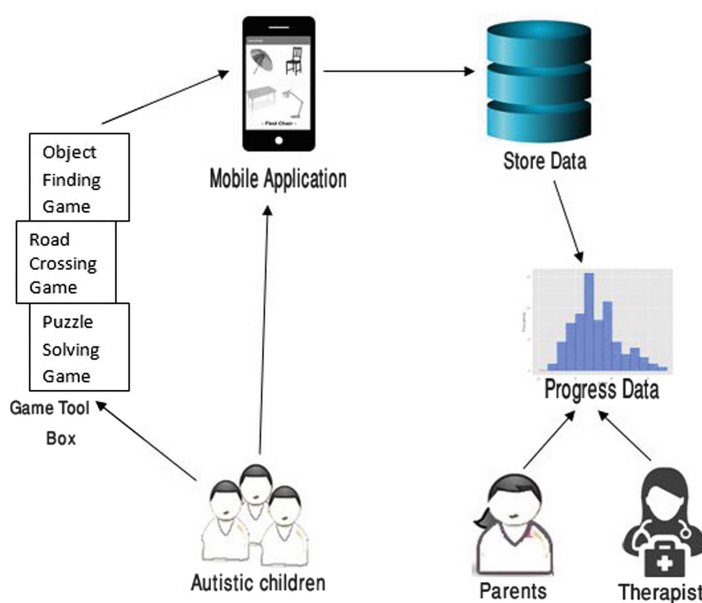 Object
Finding
Game
Road
Crossing
Game
Puzzle
Solving
Game
Game Tool
Box
- Find Chair -
Mobile Application
Store Data
Progress Data
Autistic children
Parents
Therapist